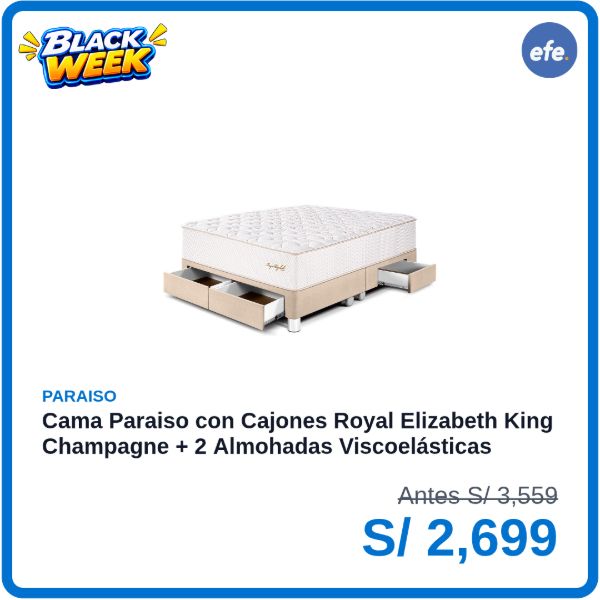 BLACK
WEEK
efe.
PARAISO
Cama Paraiso con Cajones Royal Elizabeth King
Champagne + 2 Almohadas Viscoelásticas
Antes S/ 3,559
S/ 2,699